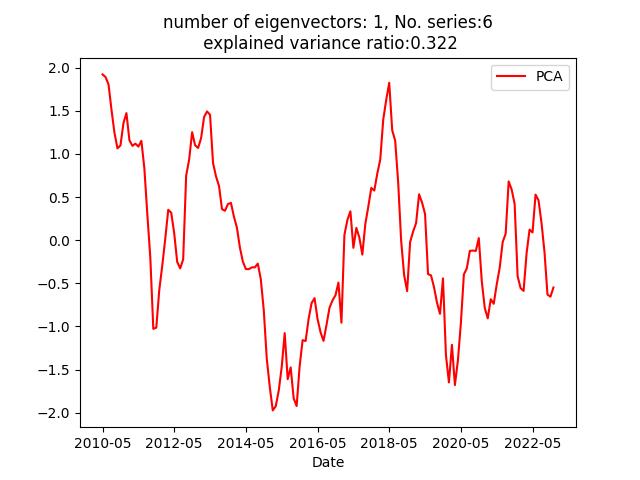 number of eigenvectors: 1, No. series:6
explained variance ratio:0.322
PCA
2.0
1.5
1.0
0.5
0.0
−0.5
−1.0
−1.5
−2.0
2010-05 2012-05 2014-05 2016-05 2018-05 2020-05 2022-05
Date